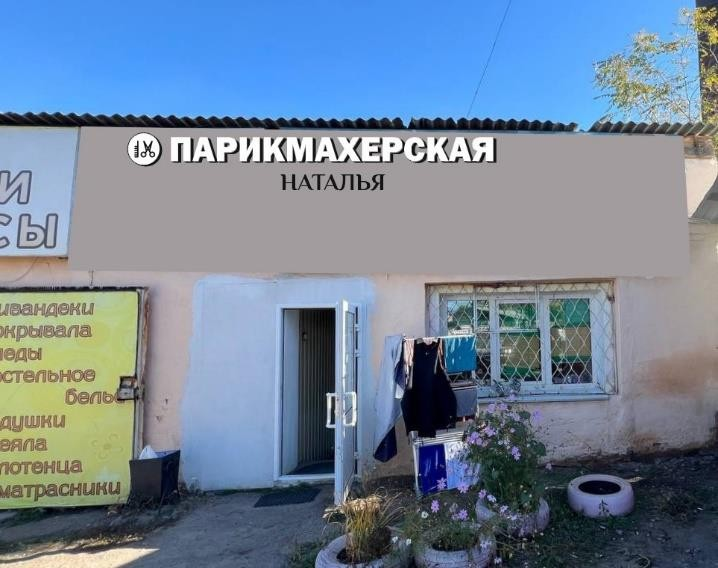 ПАРИКМАХЕРСКАЯ
НАТАЛЬЯ
И
СЫ
ивандеки
окрывала
леды
остельное
бель
душки
еяла
лотенца
матрасники